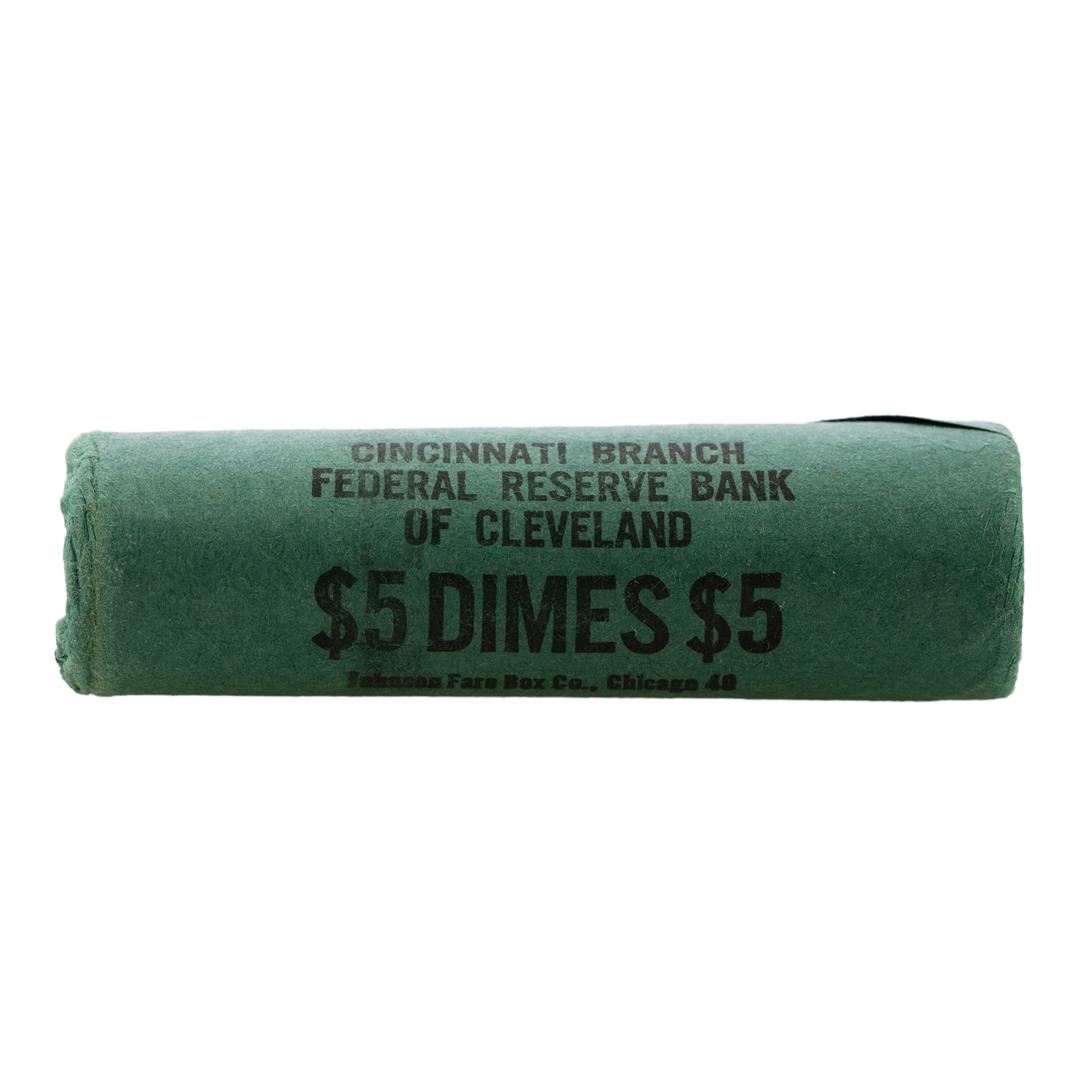 CINCINNATI BRANCH
FEDERAL RESERVE BANK
OF CLEVELAND
$5 DIMES $5
Johnson Fare Box Co., Chicago 40